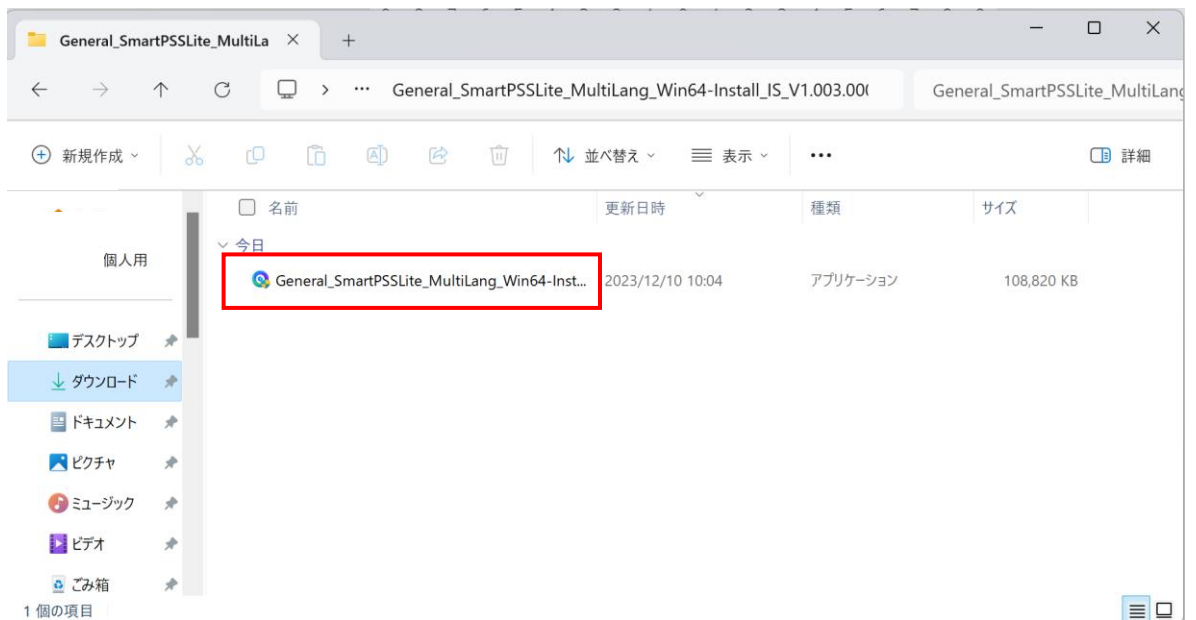 General_SmartPSSLite_MultiLa
General_SmartPSSLite_MultiLang_Win64-Install_IS_V1.003.00
General_SmartPSSLite_MultiLang
新規作成
並べ替え
表示
詳細
名前
更新日時
種類
サイズ
今日
General_SmartPSSLite_MultiLang_Win64-Inst...
2023/12/10 10:04
アプリケーション
108,820 KB
個人用
デスクトップ
ダウンロード
ドキュメント
ピクチャ
ミュージック
ビデオ
ごみ箱
1 個の項目